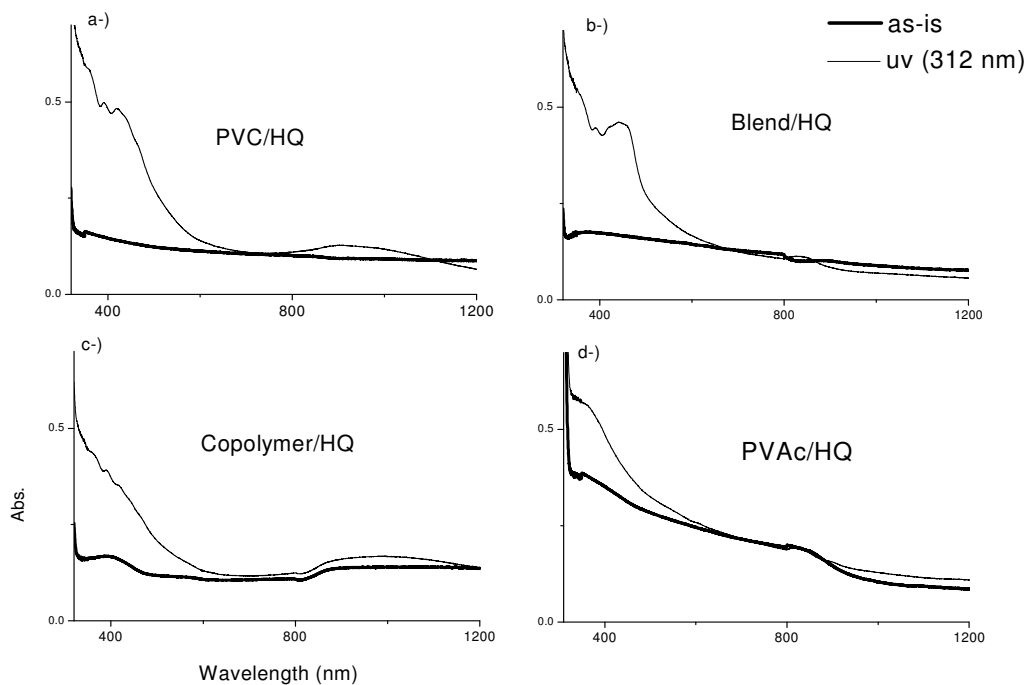 a-)
b-)
as-is
uv (312 nm)
0.5
PVC/HQ
0.0
400
800
1200
0.5
Blend/HQ
0.0
400
800
1200
c-)
d-)
0.5
Copolymer/HQ
0.0
400
800
1200
0.5
PVAc/HQ
0.0
400
800
1200
Abs.
Wavelength (nm)